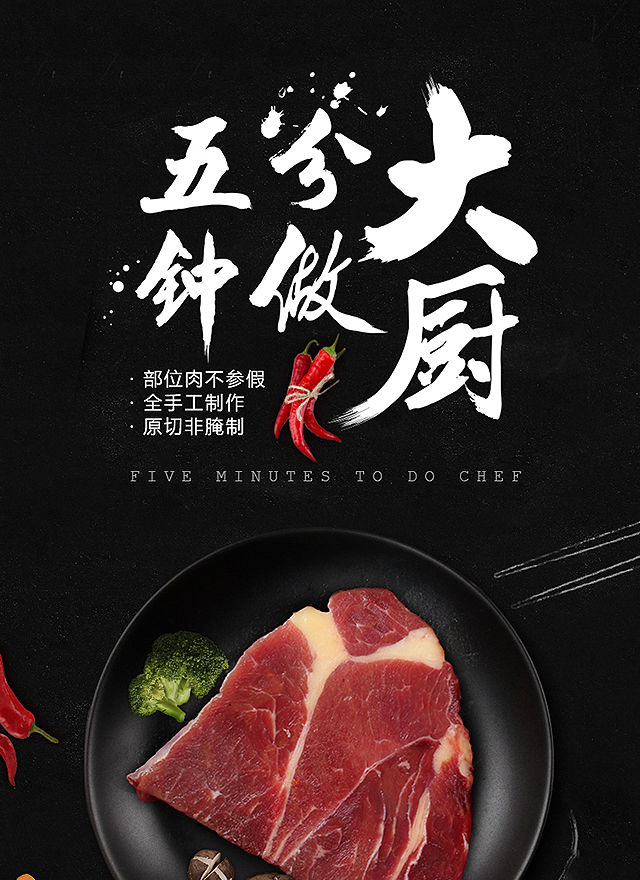 五分
钟做
大厨
· 部位肉不参假
· 全手工制作
· 原切非腌制
FIVE MINUTES TO DO CHEF